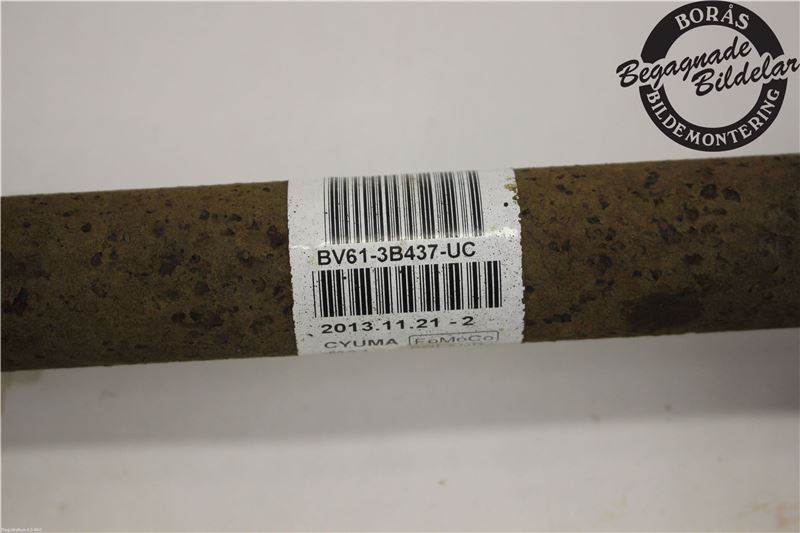 BORÅS
Begagnade
Bildelar
BILDEMONTERING
BV61-3B437-UC
2013.11.21 - 2
CYUMA FoMoCo